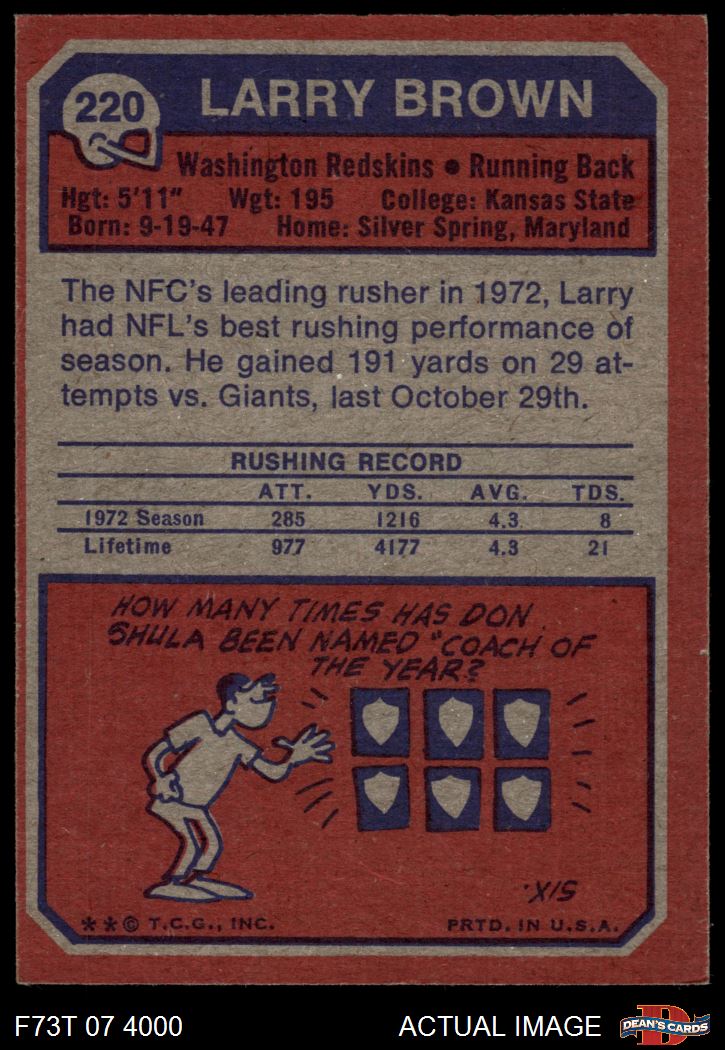 220
LARRY BROWN
Washington Redskins ● Running Back
Hgt: 5'11" Wgt: 195 College: Kansas State
Born: 9-19-47 Home: Silver Spring, Maryland
The NFC's leading rusher in 1972, Larry
had NFL's best rushing performance of
season. He gained 191 yards on 29 at-
tempts vs. Giants, last October 29th.
RUSHING RECORD
ATT. YDS. AVG. TDS.
1972 Season 285 1216 4.3 8
Lifetime 977 4177 4.3 21
HOW MANY TIMES HAS DON
SHULA BEEN NAMED "COACH OF
THE YEAR?
SIX.
**© T.C.G., INC. PRTD. IN U.S.A.
F73T 07 4000 ACTUAL IMAGE
D
DEAN'S CARDS